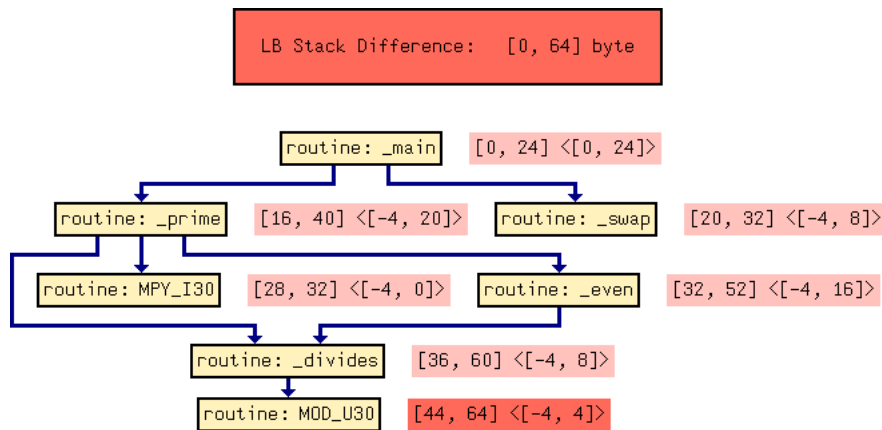 LB Stack Difference: [0, 64] byte
routine: _main [0, 24] <[0, 24]>
routine: _prime [16, 40] <[-4, 20]> routine: _swap [20, 32] <[-4, 8]>
routine: MPY_I30 [28, 32] <[-4, 0]> routine: _even [32, 52] <[-4, 16]>
routine: _divides [36, 60] <[-4, 8]>
routine: MOD_U30 [44, 64] <[-4, 4]>